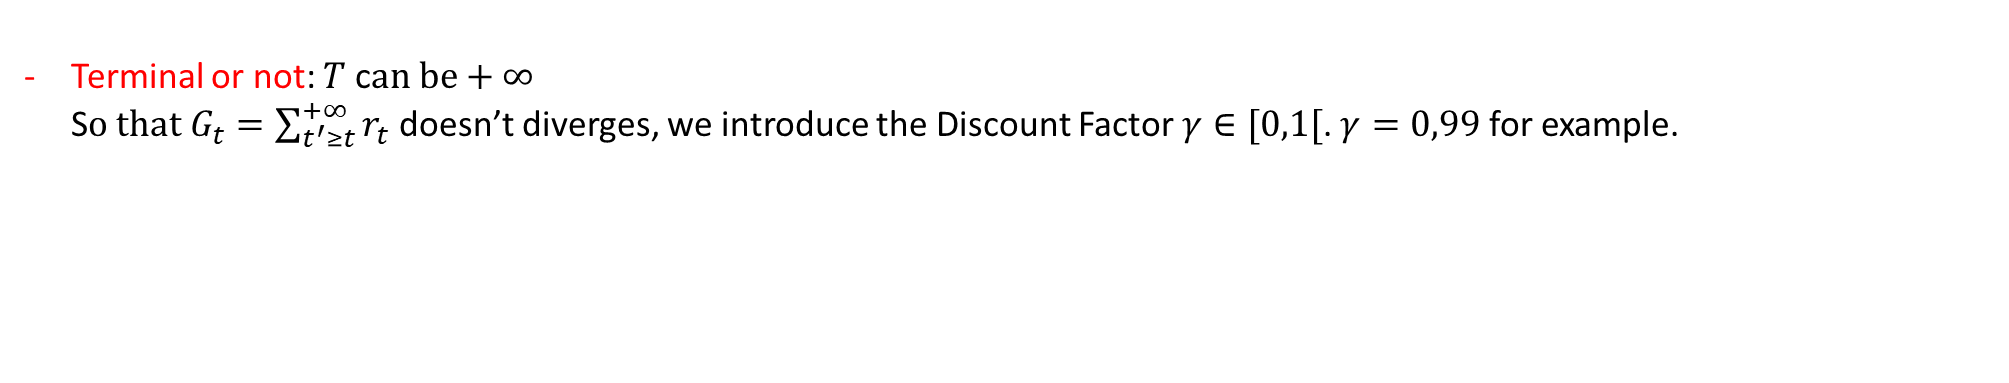 - Terminal or not: T can be + ∞
So that G_t = ∑_{t'≥t}^{+∞} r_t doesn't diverges, we introduce the Discount Factor γ ∈ [0,1[. γ = 0,99 for example.